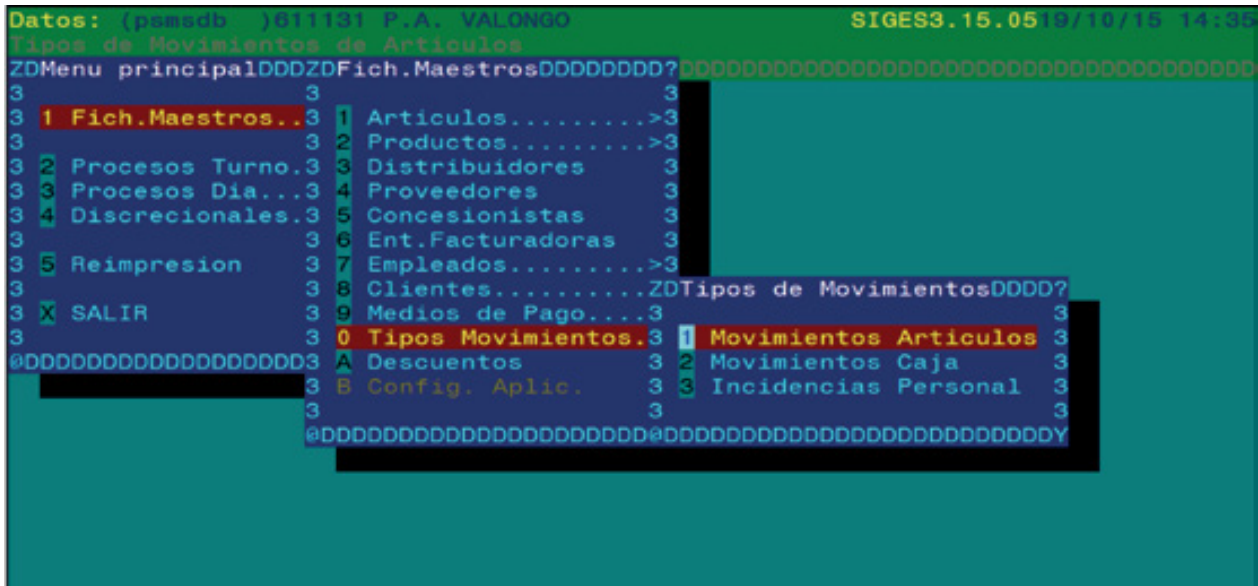 Datos: (psmsdb  )611131 P.A. VALONGO SIGES3.15.0519/10/15 14:35
Tipos de Movimientos de Articulos
ZDMenu principalDDDZDFich.MaestrosDDDDDDDD?DDDDDDDDDDDDDDDDDDDDDDDDDDDDDDDDDDDD
3 3 3
3 1 Fich.Maestros..3 1 Articulos.........>3
3 3 2 Productos.........>3
3 2 Procesos Turno.3 3 Distribuidores 3
3 3 Procesos Dia...3 4 Proveedores 3
3 4 Discrecionales.3 5 Concesionistas 3
3 3 6 Ent.Facturadoras 3
3 5 Reimpresion 3 7 Empleados.........>3
3 3 8 Clientes..........ZDTipos de MovimientosDDDD?
3 X SALIR 3 9 Medios de Pago....3 3
3 3 0 Tipos Movimientos.3 1 Movimientos Articulos 3
@DDDDDDDDDDDDDDDDDD3 A Descuentos 3 2 Movimientos Caja 3
3 B Config. Aplic. 3 3 Incidencias Personal 3
3 3 3
@DDDDDDDDDDDDDDDDDDDDD@DDDDDDDDDDDDDDDDDDDDDDDDY